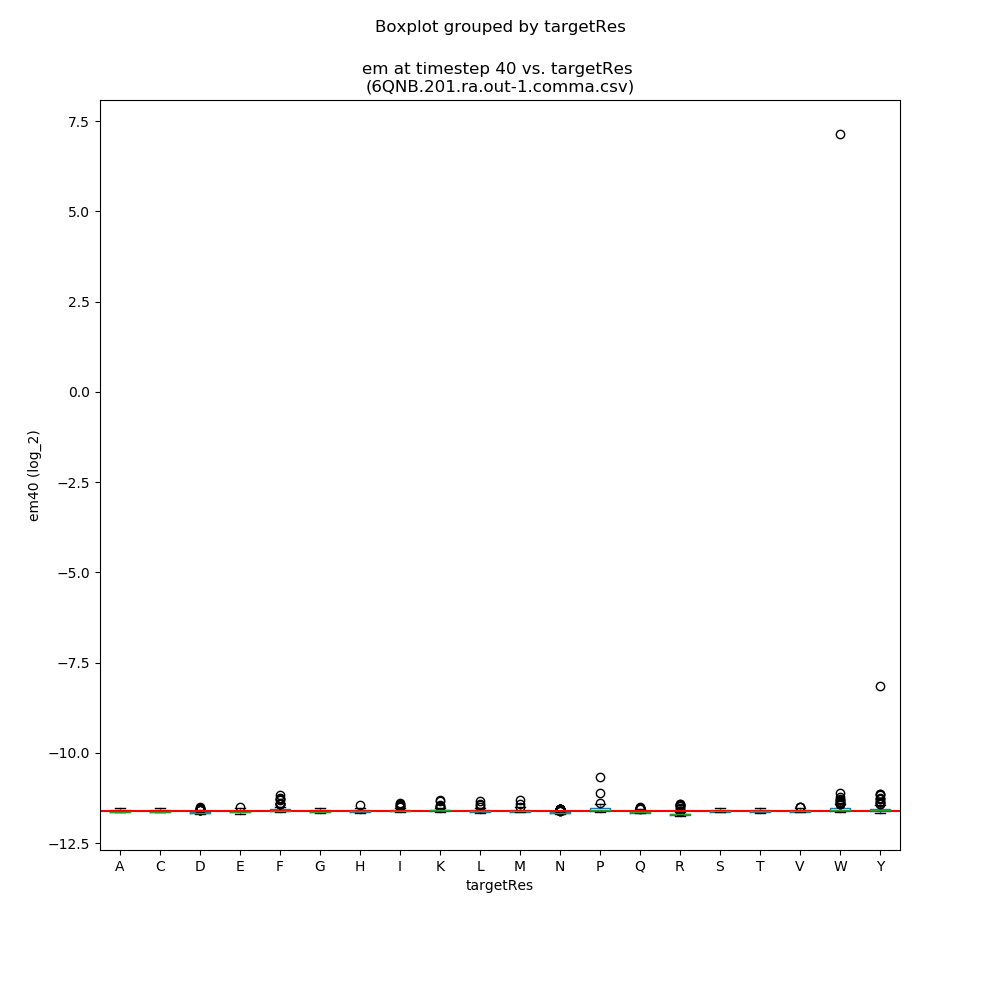 Boxplot grouped by targetRes
em at timestep 40 vs. targetRes
(6QNB.201.ra.out-1.comma.csv)
7.5
5.0
2.5
0.0
−2.5
−5.0
−7.5
−10.0
−12.5
em40 (log_2)
A C D E F G H I K L M N P Q R S T V W Y
targetRes